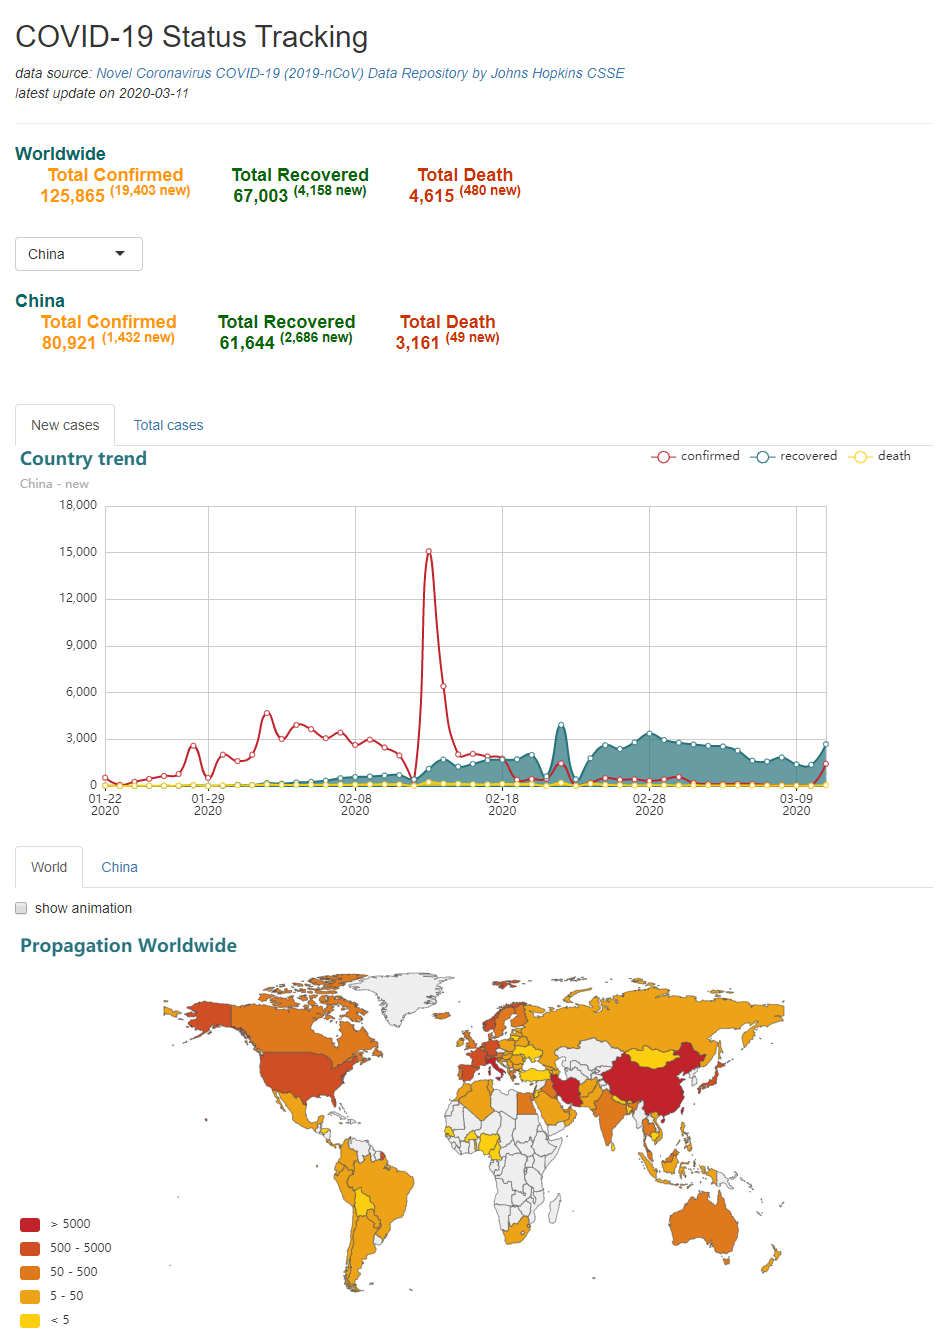 COVID-19 Status Tracking
data source: Novel Coronavirus COVID-19 (2019-nCoV) Data Repository by Johns Hopkins CSSE
latest update on 2020-03-11
Worldwide
Total Confirmed Total Recovered Total Death
125,865 (19,403 new) 67,003 (4,158 new) 4,615 (480 new)
China
China
Total Confirmed Total Recovered Total Death
80,921 (1,432 new) 61,644 (2,686 new) 3,161 (49 new)
New cases Total cases
Country trend
confirmed recovered death
China - new
18,000
15,000
12,000
9,000
6,000
3,000
0
01-22 01-29 02-08 02-18 02-28 03-09
2020 2020 2020 2020 2020 2020
World China
show animation
Propagation Worldwide
> 5000
500 - 5000
50 - 500
5 - 50
< 5